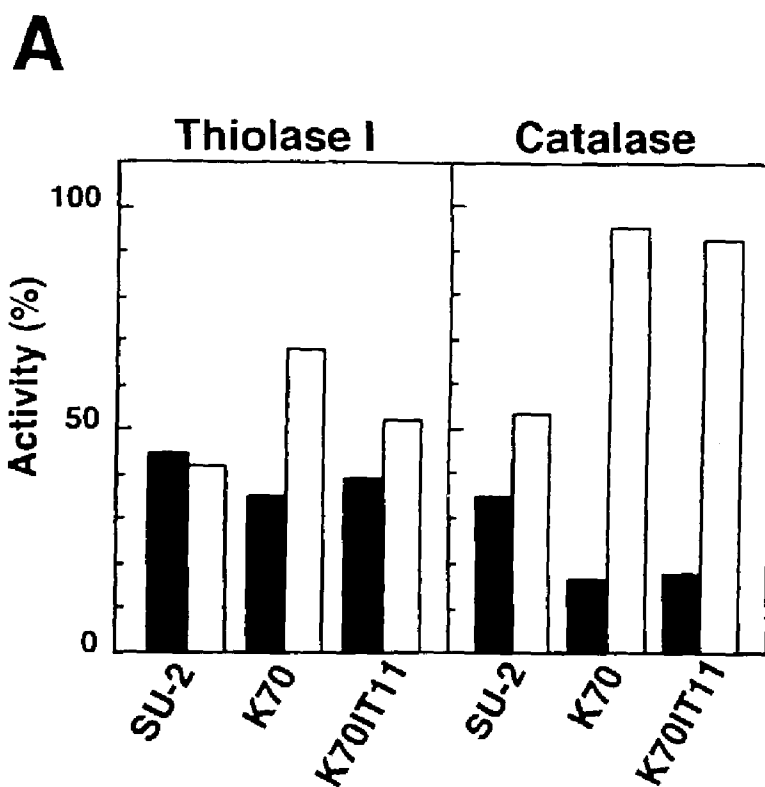 A
Thiolase I
Catalase
100
50
0
Activity (%)
SU-2
K70
K70IT11
SU-2
K70
K70IT11